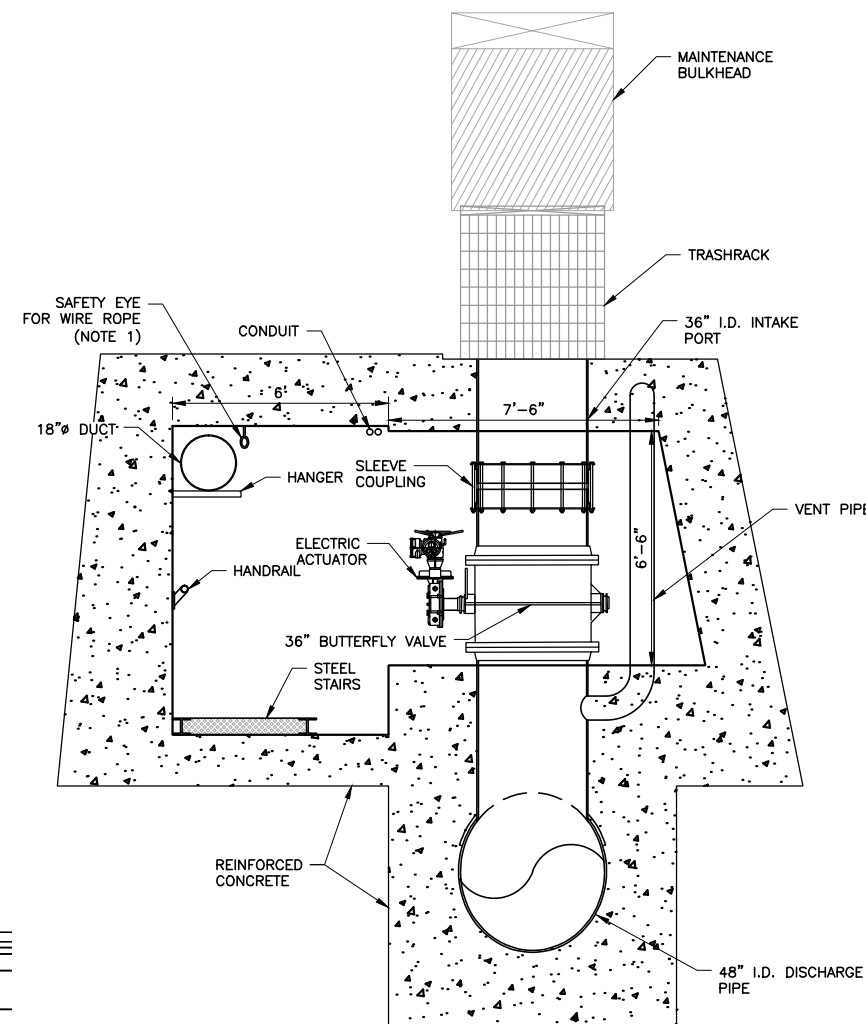 MAINTENANCE
BULKHEAD
TRASHRACK
SAFETY EYE
FOR WIRE ROPE
(NOTE 1)
CONDUIT
36" I.D. INTAKE
PORT
6'
7'-6"
18"ø DUCT
HANGER
SLEEVE
COUPLING
VENT PIPE
ELECTRIC
ACTUATOR
6'-6"
HANDRAIL
36" BUTTERFLY VALVE
STEEL
STAIRS
REINFORCED
CONCRETE
48" I.D. DISCHARGE
PIPE